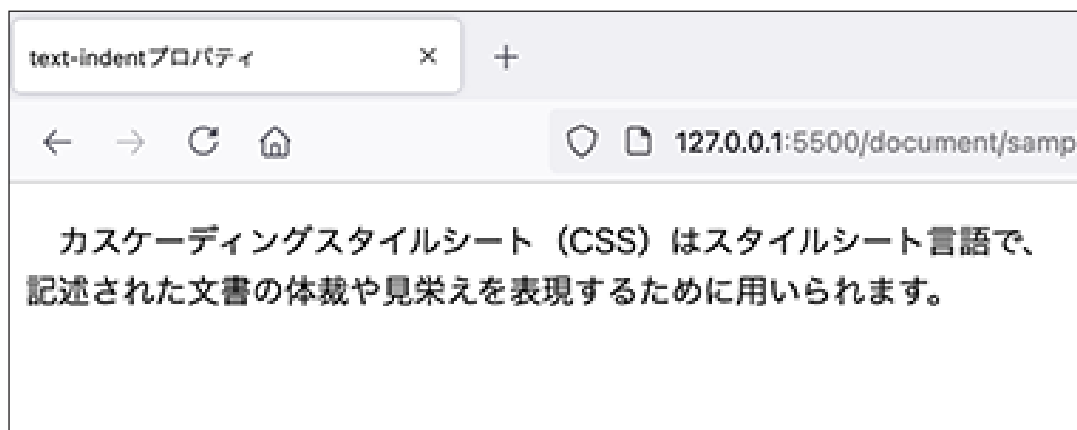 text-indentプロパティ
127.0.0.1:5500/document/samp
カスケーディングスタイルシート（CSS）はスタイルシート言語で、
記述された文書の体裁や見栄えを表現するために用いられます。